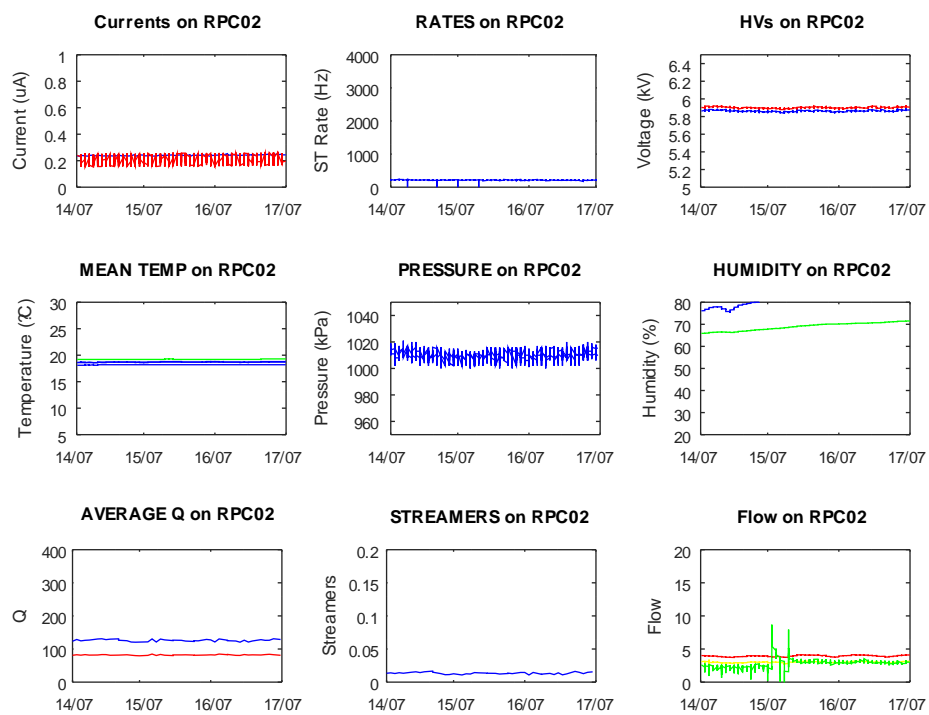 Currents on RPC02
Current (uA)
1
0.8
0.6
0.4
0.2
0
14/07 15/07 16/07 17/07
RATES on RPC02
ST Rate (Hz)
4000
3000
2000
1000
0
14/07 15/07 16/07 17/07
HVs on RPC02
Voltage (kV)
6.4
6.2
6
5.8
5.6
5.4
5.2
5
14/07 15/07 16/07 17/07
MEAN TEMP on RPC02
Temperature (?C)
30
25
20
15
10
5
14/07 15/07 16/07 17/07
PRESSURE on RPC02
Pressure (kPa)
1040
1020
1000
980
960
14/07 15/07 16/07 17/07
HUMIDITY on RPC02
Humidity (%)
80
70
60
50
40
30
20
14/07 15/07 16/07 17/07
AVERAGE Q on RPC02
Q
400
300
200
100
0
14/07 15/07 16/07 17/07
STREAMERS on RPC02
Streamers
0.2
0.15
0.1
0.05
0
14/07 15/07 16/07 17/07
Flow on RPC02
Flow
20
15
10
5
0
14/07 15/07 16/07 17/07